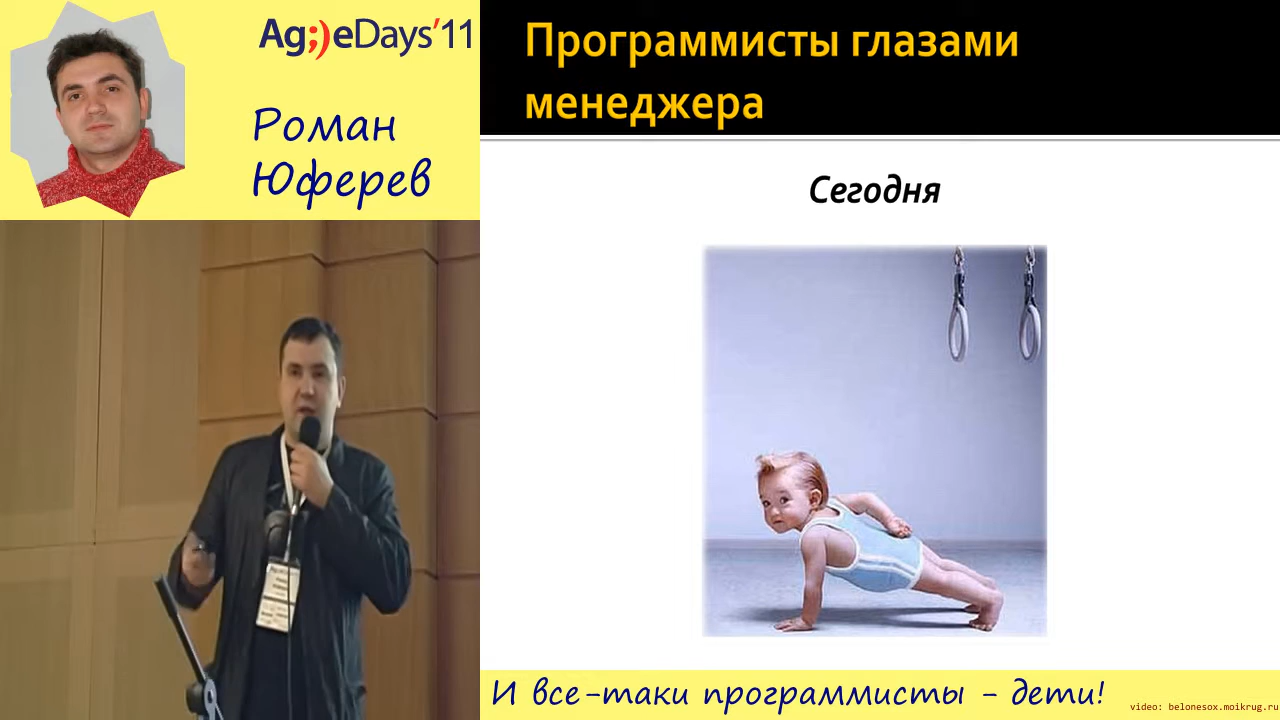 Ag;)eDays'11
Роман
Юферев
Программисты глазами
менеджера
Сегодня
И все-таки программисты - дети!
video: belonesox.moikrug.ru